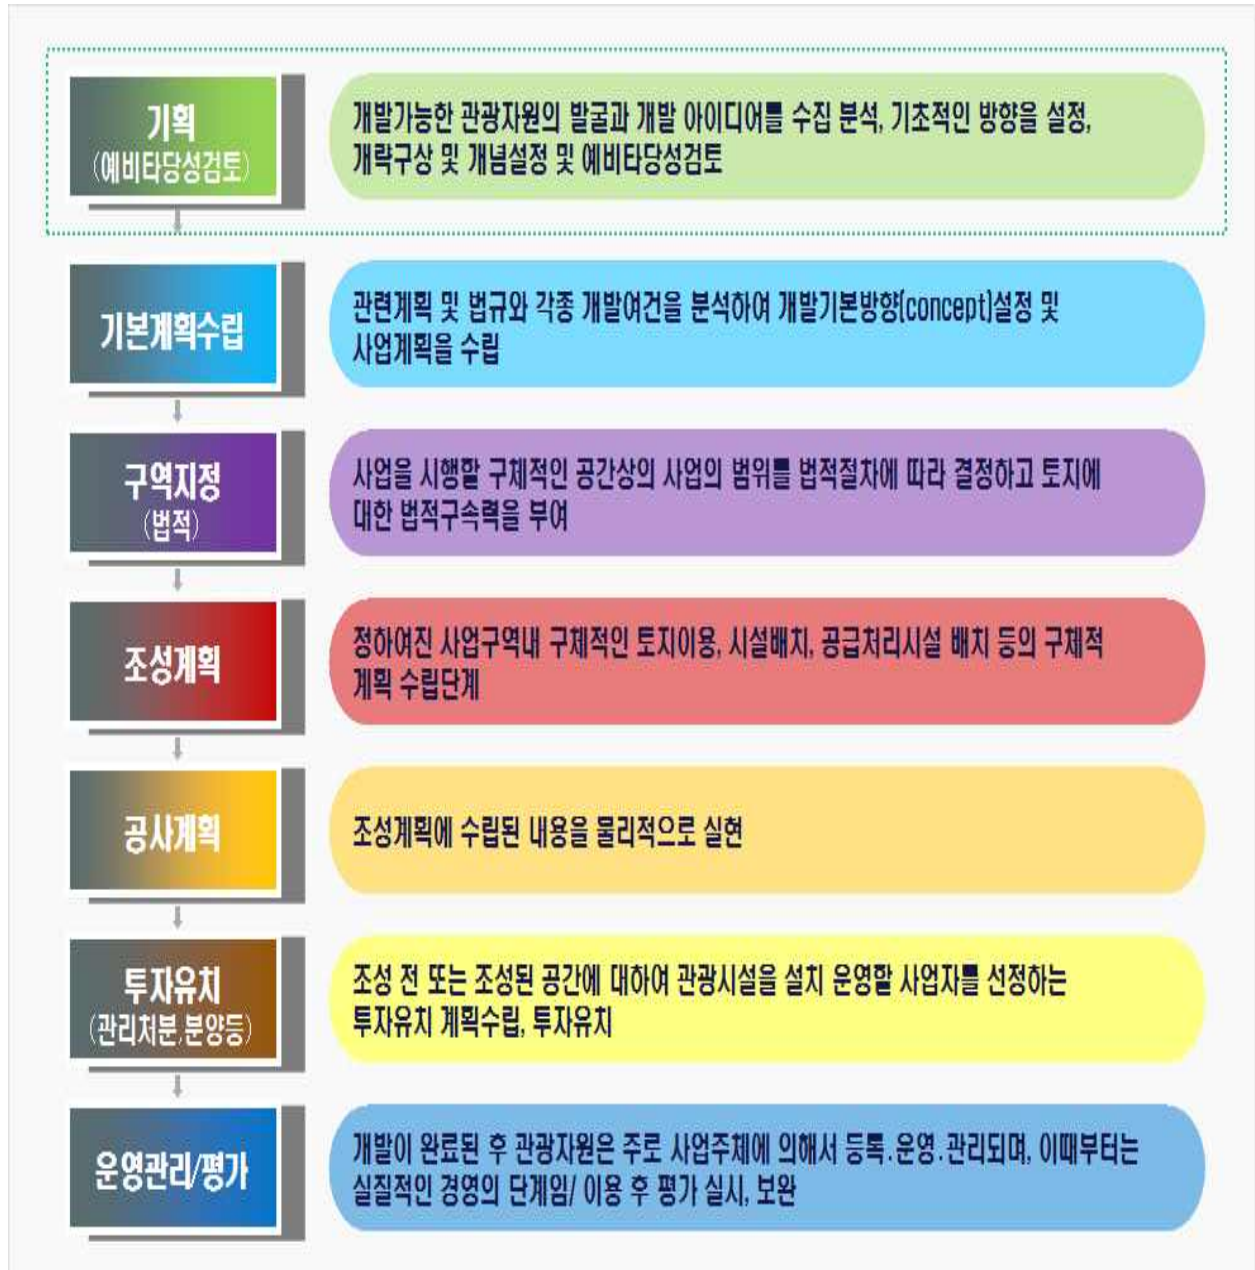 기획
(예비타당성검토)
개발가능한 관광자원의 발굴과 개발 아이디어를 수집 분석, 기초적인 방향을 설정,
개략구상 및 개념설정 및 예비타당성검토
기본계획수립
관련계획 및 법규와 각종 개발여건을 분석하여 개발기본방향(concept)설정 및
사업계획을 수립
구역지정
(법적)
사업을 시행할 구체적인 공간상의 사업의 범위를 법적절차에 따라 결정하고 토지에
대한 법적구속력을 부여
조성계획
정하여진 사업구역내 구체적인 토지이용, 시설배치, 공급처리시설 배치 등의 구체적
계획 수립단계
공사계획
조성계획에 수립된 내용을 물리적으로 실현
투자유치
(관리처분,분양등)
조성 전 또는 조성된 공간에 대하여 관광시설을 설치 운영할 사업자를 선정하는
투자유치 계획수립, 투자유치
운영관리/평가
개발이 완료된 후 관광자원은 주로 사업주체에 의해서 등록.운영.관리되며, 이때부터는
실질적인 경영의 단계임/ 이용 후 평가 실시, 보완